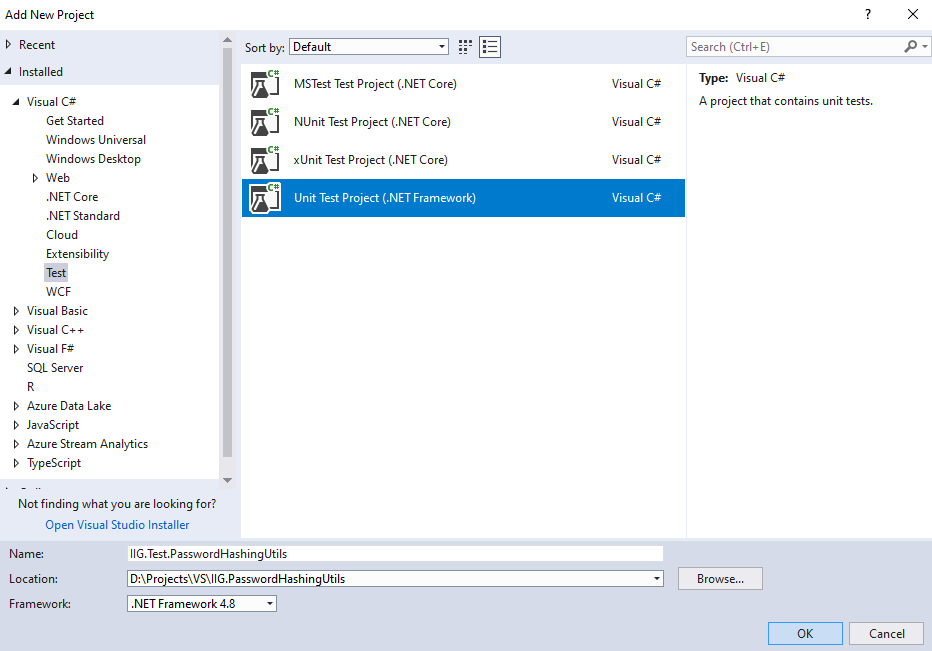 Add New Project
?
Recent
Installed
Visual C#
Get Started
Windows Universal
Windows Desktop
Web
.NET Core
.NET Standard
Cloud
Extensibility
Test
WCF
Visual Basic
Visual C++
Visual F#
SQL Server
R
Azure Data Lake
JavaScript
Azure Stream Analytics
TypeScript
Not finding what you are looking for?
Open Visual Studio Installer
Sort by: Default
C# MSTest Test Project (.NET Core) Visual C#
C# NUnit Test Project (.NET Core) Visual C#
C# xUnit Test Project (.NET Core) Visual C#
C# Unit Test Project (.NET Framework) Visual C#
Search (Ctrl+E)
Type: Visual C#
A project that contains unit tests.
Name: IIG.Test.PasswordHashingUtils
Location: D:\Projects\VS\IIG.PasswordHashingUtils Browse...
Framework: .NET Framework 4.8
OK Cancel